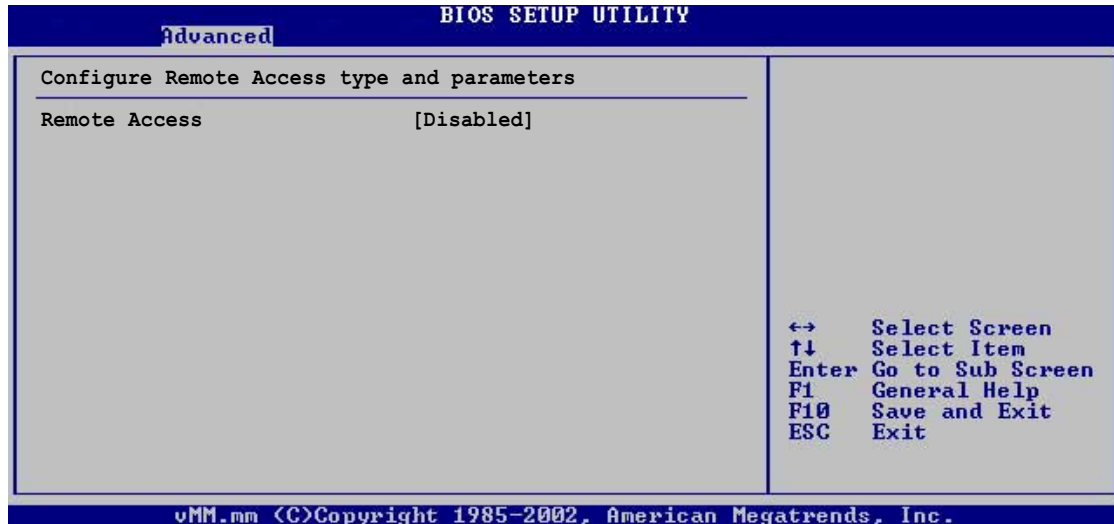 BIOS SETUP UTILITY
Advanced
Configure Remote Access type and parameters
Remote Access [Disabled]
←→ Select Screen
↑↓ Select Item
Enter Go to Sub Screen
F1 General Help
F10 Save and Exit
ESC Exit
vMM.mm (C)Copyright 1985-2002, American Megatrends, Inc.